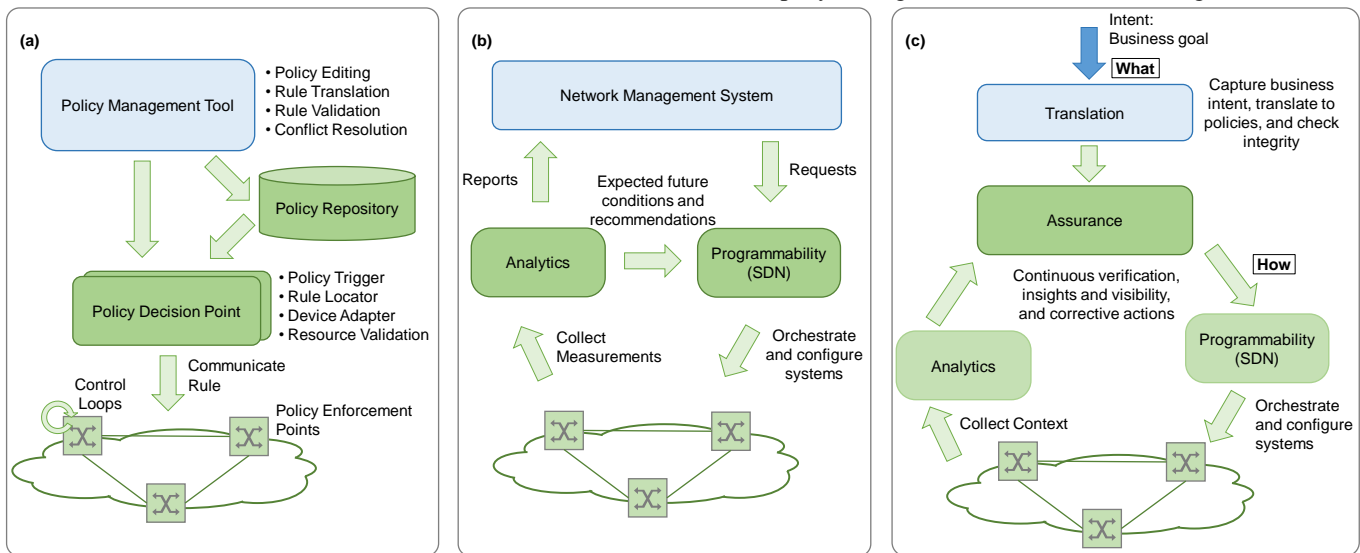 (a)
Policy Management Tool
• Policy Editing
• Rule Translation
• Rule Validation
• Conflict Resolution
Policy Repository
Policy Decision Point
• Policy Trigger
• Rule Locator
• Device Adapter
• Resource Validation
Communicate
Rule
Control
Loops
Policy Enforcement
Points
(b)
Network Management System
Reports
Requests
Expected future
conditions and
recommendations
Analytics
Programmability
(SDN)
Collect
Measurements
Orchestrate
and configure
systems
(c)
Intent:
Business goal
What
Translation
Capture business
intent, translate to
policies, and check
integrity
Assurance
How
Continuous verification,
insights and visibility,
and corrective actions
Analytics
Programmability
(SDN)
Collect Context
Orchestrate
and configure
systems